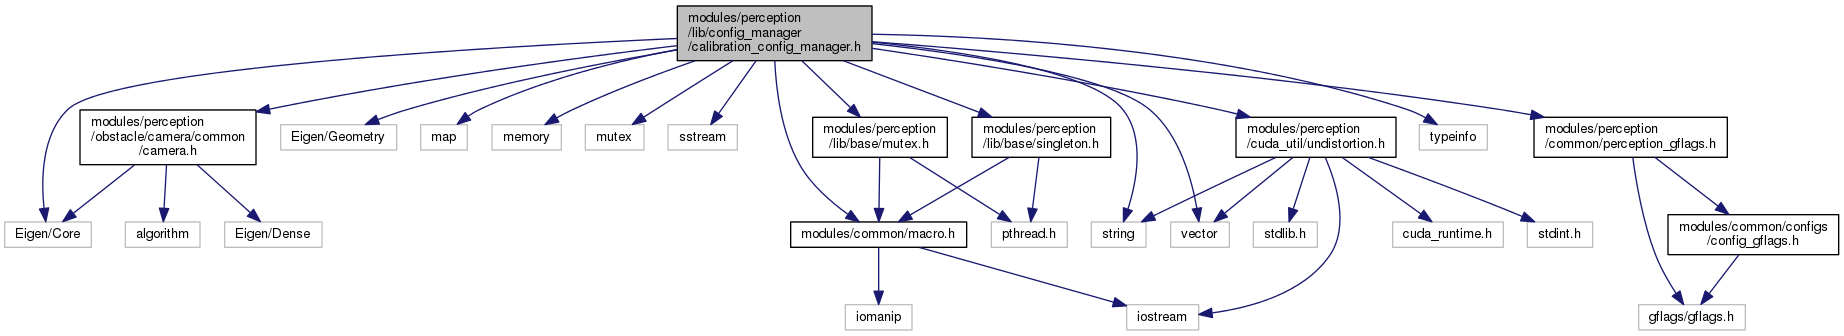 modules/perception
/lib/config_manager
/calibration_config_manager.h
modules/perception
/obstacle/camera/common
/camera.h
Eigen/Geometry
map
memory
mutex
sstream
modules/perception
/lib/base/mutex.h
modules/perception
/lib/base/singleton.h
modules/perception
/cuda_util/undistortion.h
typeinfo
modules/perception
/common/perception_gflags.h
Eigen/Core
algorithm
Eigen/Dense
modules/common/macro.h
pthread.h
string
vector
stdlib.h
cuda_runtime.h
stdint.h
modules/common/configs
/config_gflags.h
iomanip
iostream
gflags/gflags.h